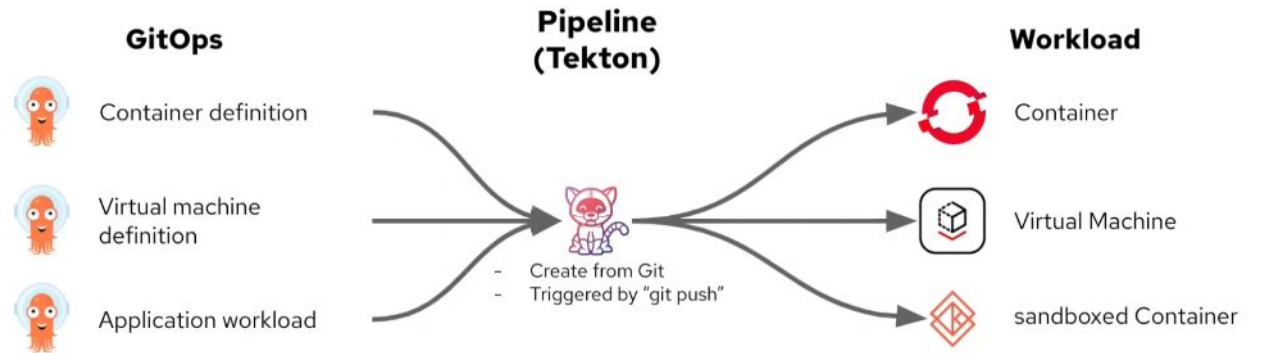 GitOps
Pipeline
(Tekton)
Workload
Container definition
Virtual machine
definition
Application workload
- Create from Git
- Triggered by “git push”
Container
Virtual Machine
sandboxed Container